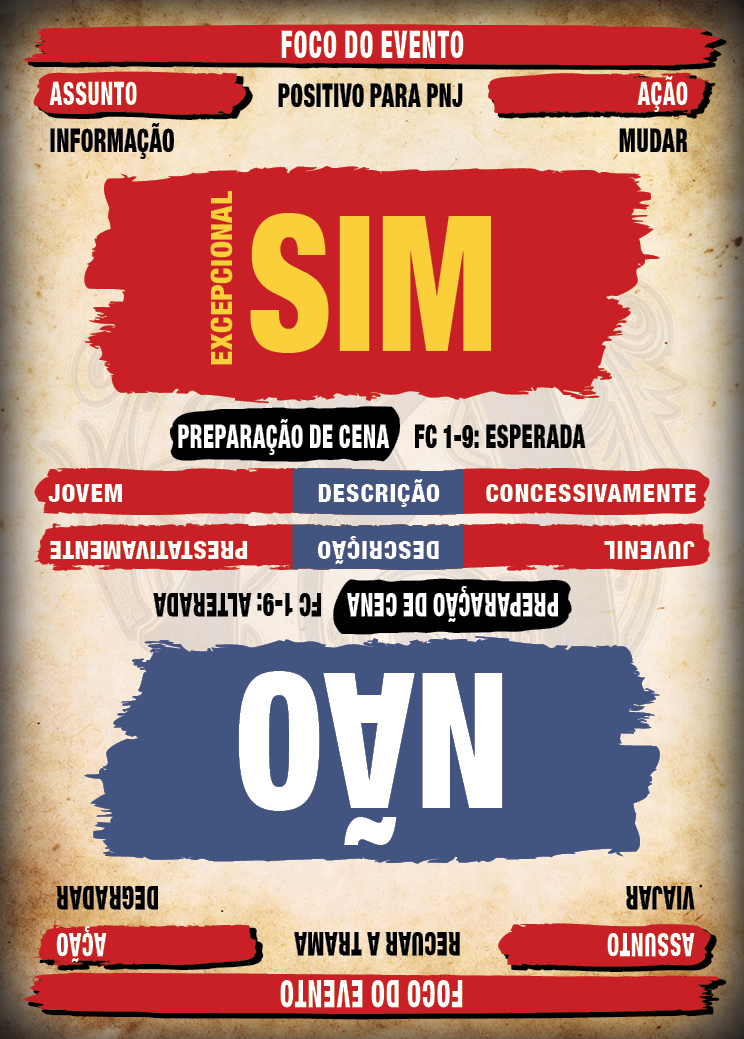 FOCO DO EVENTO
ASSUNTO POSITIVO PARA PNJ AÇÃO
INFORMAÇÃO MUDAR
EXCEPCIONAL
SIM
PREPARAÇÃO DE CENA FC 1-9: ESPERADA
JOVEM DESCRIÇÃO CONCESSIVAMENTE
FOCO DO EVENTO
ASSUNTO RECUAR A TRAMA AÇÃO
VIAJAR DEGRADAR
NÃO
PREPARAÇÃO DE CENA FC 1-9: ALTERADA
JUVENIL DESCRIÇÃO PRESTATIVAMENTE